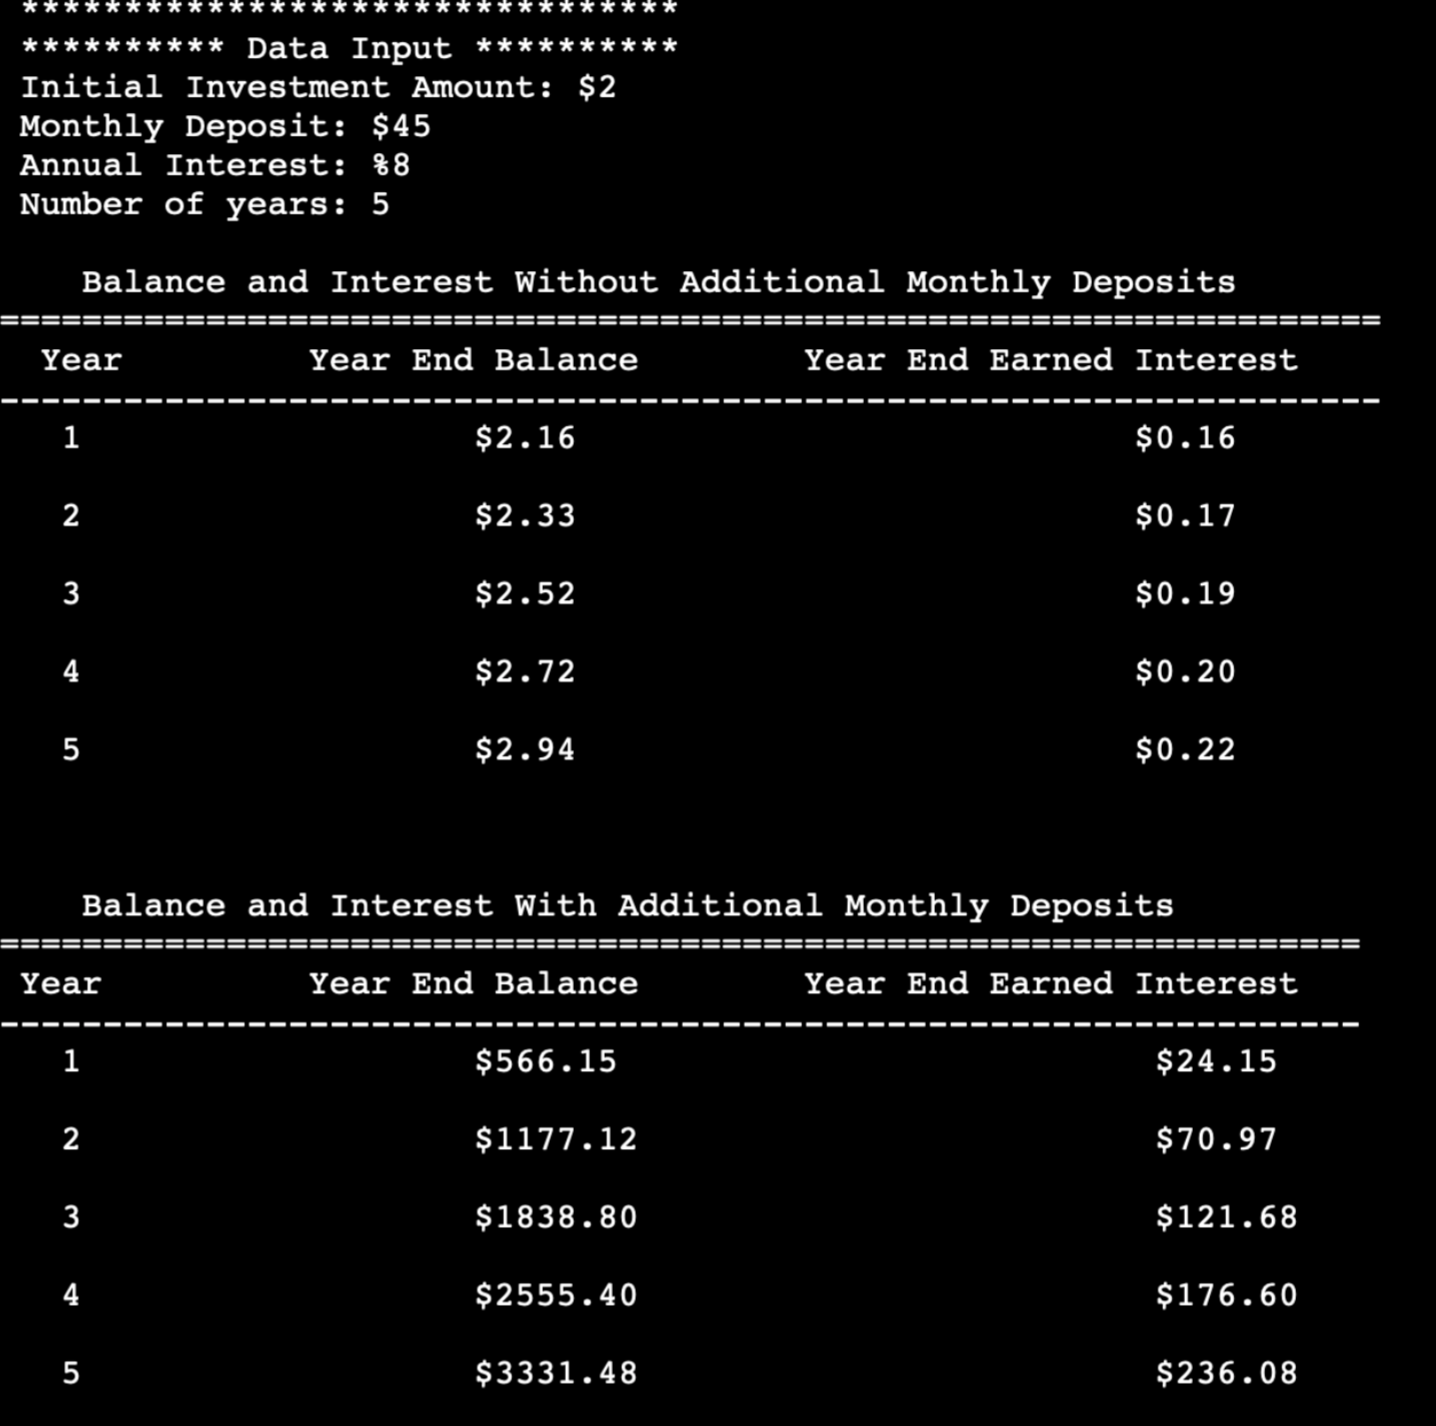 ********************************
********** Data Input **********
Initial Investment Amount: $2
Monthly Deposit: $45
Annual Interest: %8
Number of years: 5
Balance and Interest Without Additional Monthly Deposits
===================================================================
Year Year End Balance Year End Earned Interest
-------------------------------------------------------------------
1 $2.16 $0.16
2 $2.33 $0.17
3 $2.52 $0.19
4 $2.72 $0.20
5 $2.94 $0.22
Balance and Interest With Additional Monthly Deposits
==================================================================
Year Year End Balance Year End Earned Interest
------------------------------------------------------------------
1 $566.15 $24.15
2 $1177.12 $70.97
3 $1838.80 $121.68
4 $2555.40 $176.60
5 $3331.48 $236.08